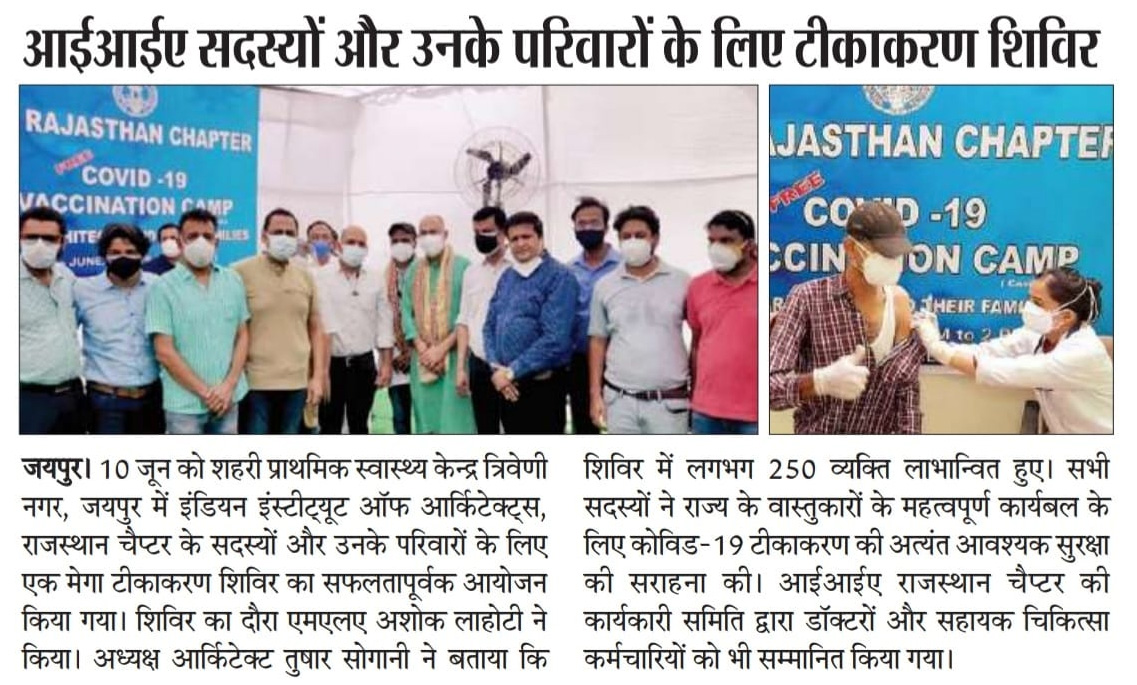 आईआईए सदस्यों और उनके परिवारों के लिए टीकाकरण शिविर
RAJASTHAN CHAPTER
FREE
COVID -19
VACCINATION CAMP
JUNE
JASTHAN CHAPTER
FREE
COVID -19
CCIN ON CAMP
THEIR FAM
जयपुर। 10 जून को शहरी प्राथमिक स्वास्थ्य केन्द्र त्रिवेणी
नगर, जयपुर में इंडियन इंस्टीट्यूट ऑफ आर्किटेक्ट्स,
राजस्थान चैप्टर के सदस्यों और उनके परिवारों के लिए
एक मेगा टीकाकरण शिविर का सफलतापूर्वक आयोजन
किया गया। शिविर का दौरा एमएलए अशोक लाहोटी ने
किया। अध्यक्ष आर्किटेक्ट तुषार सोगानी ने बताया कि
शिविर में लगभग 250 व्यक्ति लाभान्वित हुए। सभी
सदस्यों ने राज्य के वास्तुकारों के महत्वपूर्ण कार्यबल के
लिए कोविड-19 टीकाकरण की अत्यंत आवश्यक सुरक्षा
की सराहना की। आईआईए राजस्थान चैप्टर की
कार्यकारी समिति द्वारा डॉक्टरों और सहायक चिकित्सा
कर्मचारियों को भी सम्मानित किया गया।